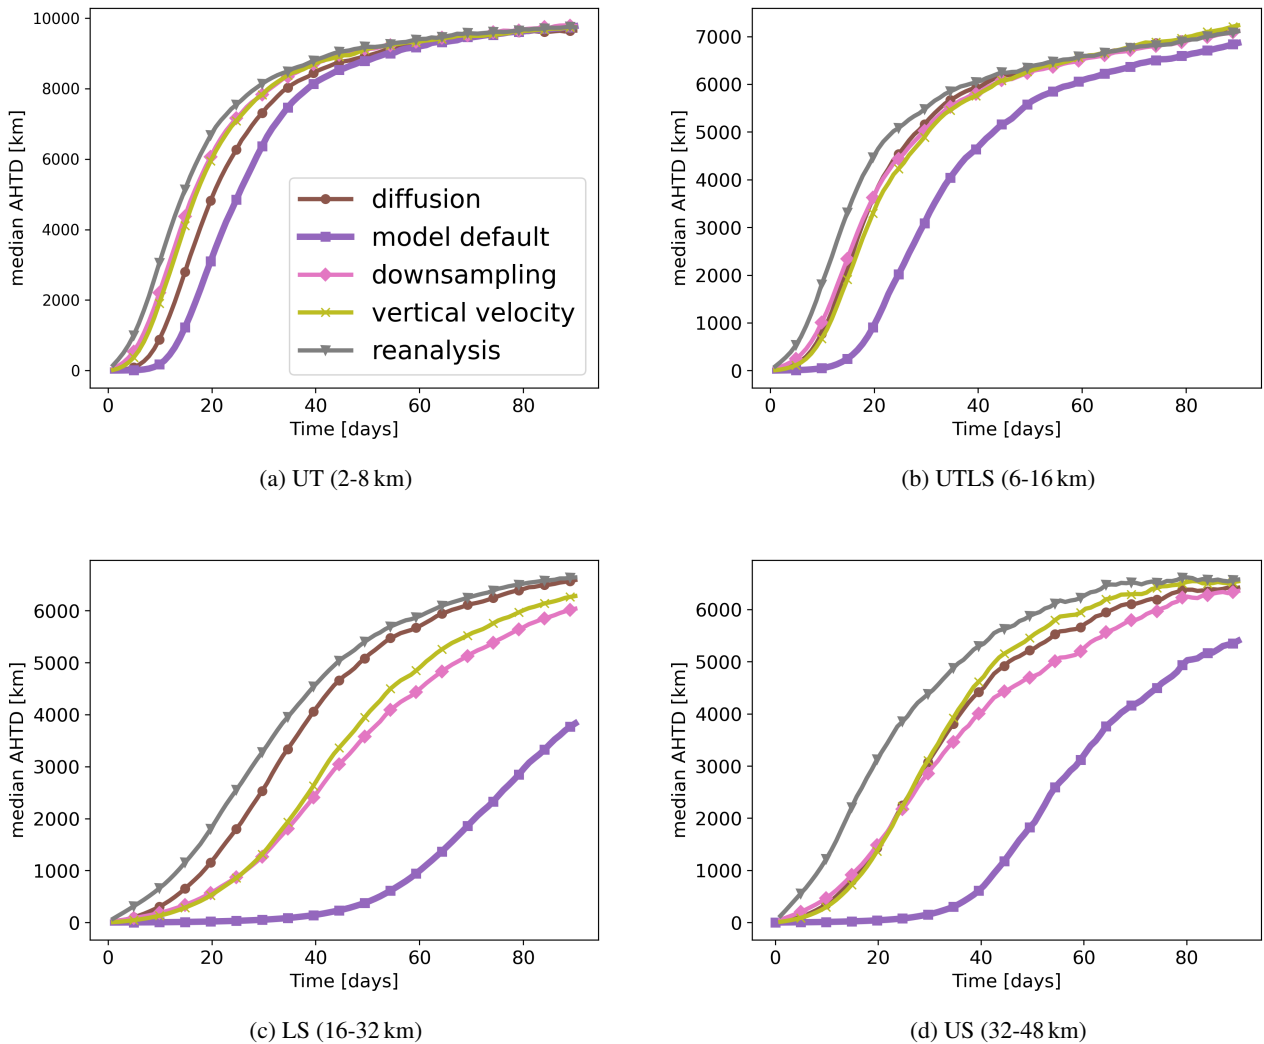 median AHTD [km]
10000
8000
6000
4000
2000
0
0 20 40 60 80
Time [days]
diffusion
model default
downsampling
vertical velocity
reanalysis
(a) UT (2-8 km)
median AHTD [km]
7000
6000
5000
4000
3000
2000
1000
0
0 20 40 60 80
Time [days]
(b) UTLS (6-16 km)
median AHTD [km]
6000
5000
4000
3000
2000
1000
0
0 20 40 60 80
Time [days]
(c) LS (16-32 km)
median AHTD [km]
6000
5000
4000
3000
2000
1000
0
0 20 40 60 80
Time [days]
(d) US (32-48 km)